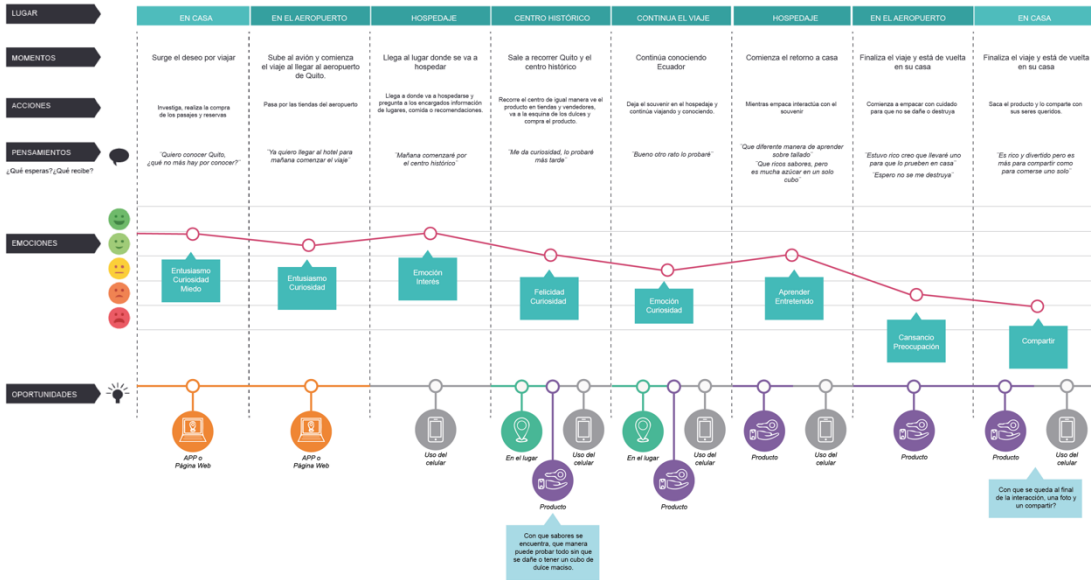 LUGAR
EN CASA
EN EL AEROPUERTO
HOSPEDAJE
CENTRO HISTÓRICO
CONTINUA EL VIAJE
HOSPEDAJE
EN EL AEROPUERTO
EN CASA
MOMENTOS
Surge el deseo por viajar
Sube al avión y comienza
el viaje al llegar al aeropuerto
de Quito.
Llega al lugar donde se va a
hospedar
Sale a recorrer Quito y el
centro histórico
Continúa conociendo
Ecuador
Comienza el retorno a casa
Finaliza el viaje y está de vuelta
en su casa
Finaliza el viaje y está de vuelta
en su casa
ACCIONES
Investiga, realiza la compra
de los pasajes y reservas
Pasa por las tiendas del aeropuerto
Llega a donde va a hospedarse y
pregunta a los encargados información
de lugares, comida o recomendaciones.
Recorre el centro de igual manera ve el
producto en tiendas y vendedores,
va a la esquina de los dulces y
compra el producto.
Deja el souvenir en el hospedaje y
continúa viajando y conociendo.
Mientras empaca interactúa con el
souvenir
Comienza a empacar con cuidado
para que no se dañe o destruya
Saca el producto y lo comparte con
sus seres queridos.
PENSAMIENTOS
¿Qué esperas?¿Qué recibe?
¨Quiero conocer Quito,
¿qué no más hay por conocer?¨
¨Ya quiero llegar al hotel para
mañana comenzar el viaje¨
¨Mañana comenzaré por
el centro histórico¨
¨Me da curiosidad, lo probaré
más tarde¨
¨Bueno otro rato lo probaré¨
¨Que diferente manera de aprender
sobre tallado¨
¨Que ricos sabores, pero
es mucha azúcar en un solo
cubo¨
¨Estuvo rico creo que llevaré uno
para que lo prueben en casa¨
¨Espero no se me destruya¨
¨Es rico y divertido pero es
más para compartir como
para comerse uno solo¨
EMOCIONES
Entusiasmo
Curiosidad
Miedo
Entusiasmo
Curiosidad
Emoción
Interés
Felicidad
Curiosidad
Emoción
Curiosidad
Aprender
Entretenido
Cansancio
Preocupación
Compartir
OPORTUNIDADES
APP o
Página Web
APP o
Página Web
Uso del
celular
En el lugar
Producto
Uso del
celular
En el lugar
Producto
Uso del
celular
Producto
Uso del
celular
Producto
Producto
Uso del
celular
Con que sabores se
encuentra, que manera
puede probar todo sin que
se dañe o tener un cubo de
dulce maciso.
Con que se queda al final
de la interacción, una foto y
un compartir?